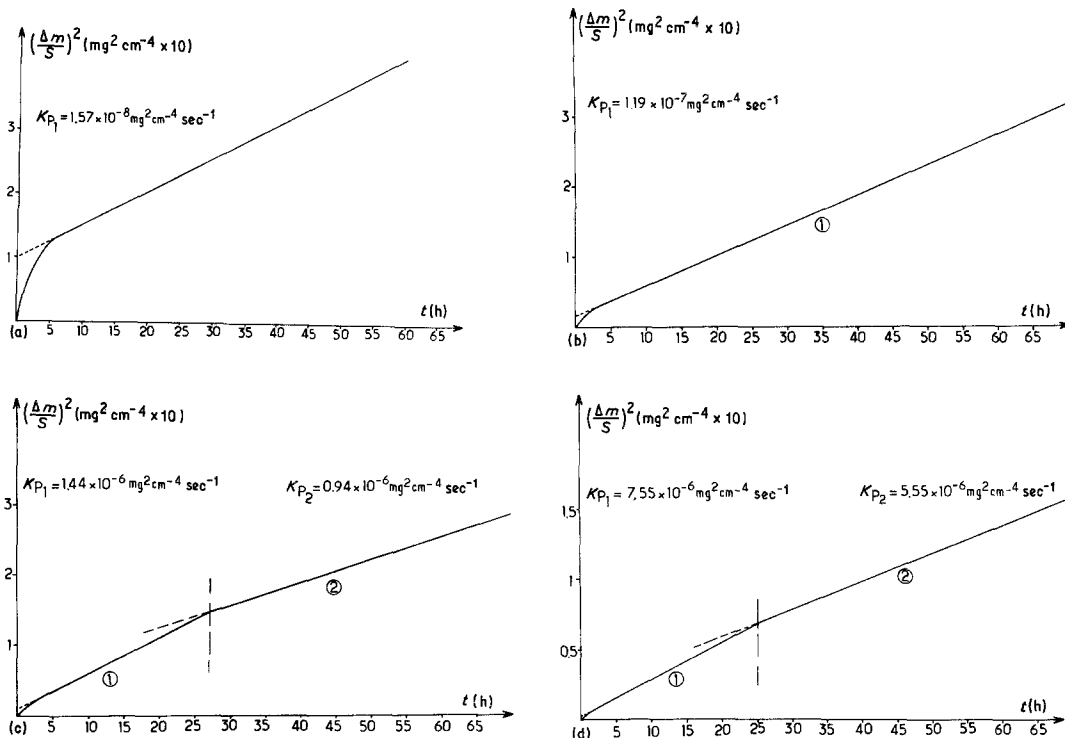 (Δm/S)² (mg² cm⁻⁴ × 10)
Kp₁ = 1,57 × 10⁻⁸ mg² cm⁻⁴ sec⁻¹
3
2
1
t (h)
(a) 5 10 15 20 25 30 35 40 45 50 55 60 65
(Δm/S)² (mg² cm⁻⁴ × 10)
Kp₁ = 1.19 × 10⁻⁷ mg² cm⁻⁴ sec⁻¹
3
2
1
①
t (h)
(b) 5 10 15 20 25 30 35 40 45 50 55 60 65
(Δm/S)² (mg² cm⁻⁴ × 10)
Kp₁ = 1.44 × 10⁻⁶ mg² cm⁻⁴ sec⁻¹ Kp₂ = 0.94 × 10⁻⁶ mg² cm⁻⁴ sec⁻¹
3
2
②
1
①
t (h)
(c) 5 10 15 20 25 30 35 40 45 50 55 60 65
(Δm/S)² (mg² cm⁻⁴ × 10)
Kp₁ = 7,55 × 10⁻⁶ mg² cm⁻⁴ sec⁻¹ Kp₂ = 5,55 × 10⁻⁶ mg² cm⁻⁴ sec⁻¹
1,5
1
②
0,5
①
t (h)
(d) 5 10 15 20 25 30 35 40 45 50 55 60 65